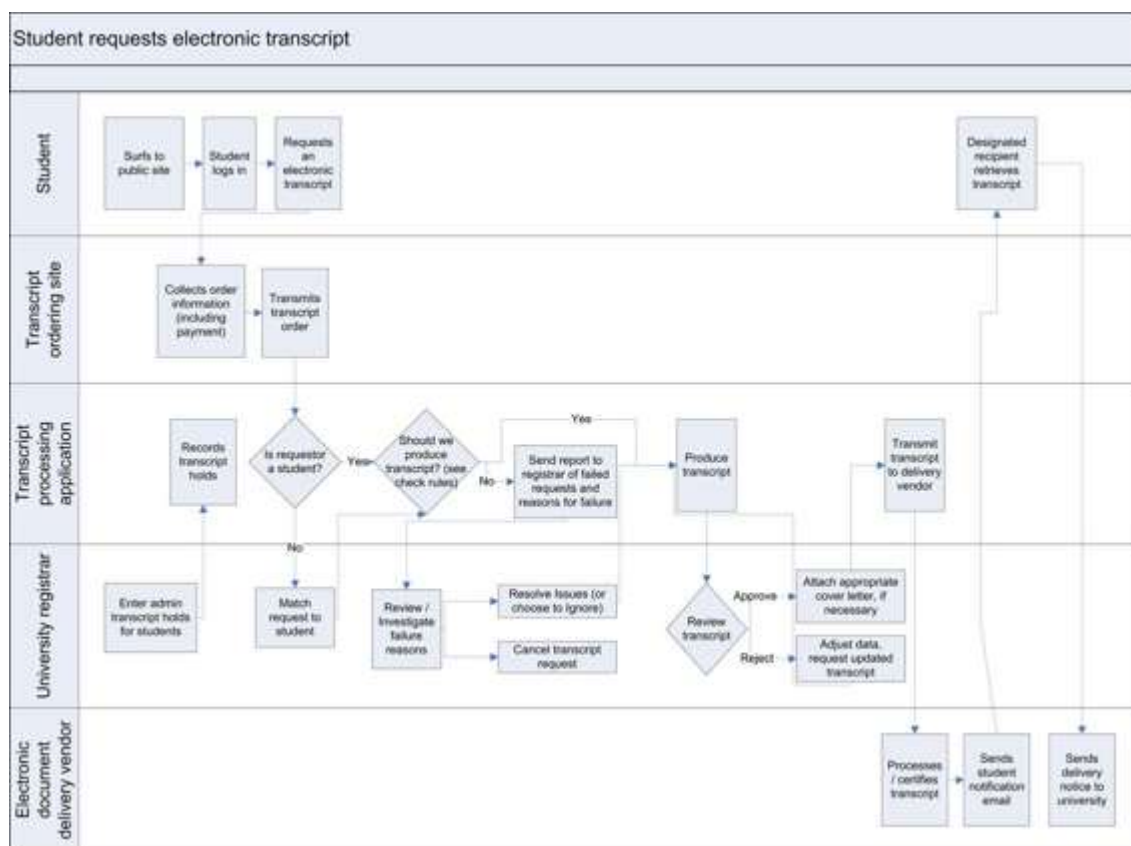 Student requests electronic transcript
Student
Surfs to
public site
Student
logs in
Requests
an
electronic
transcript
Designated
recipient
retrieves
transcript
Transcript
ordering site
Collects order
information
(including
payment)
Transmits
transcript
order
Transcript
processing
application
Records
transcript
holds
Is requestor
a student?
Yes
Should we
produce
transcript? (see
check rules)
Yes
No
Send report to
registrar of failed
requests and
reasons for failure
Produce
transcript
Transmit
transcript
to delivery
vendor
No
University registrar
Enter admin
transcript holds
for students
Match
request to
student
Review /
Investigate
failure
reasons
Resolve Issues (or
choose to Ignore)
Cancel transcript
request
Review
transcript
Approve
Reject
Attach appropriate
cover letter, if
necessary
Adjust data,
request updated
transcript
Electronic
document
delivery vendor
Processes
/ certifies
transcript
Sends
student
notification
email
Sends
delivery
notice to
university